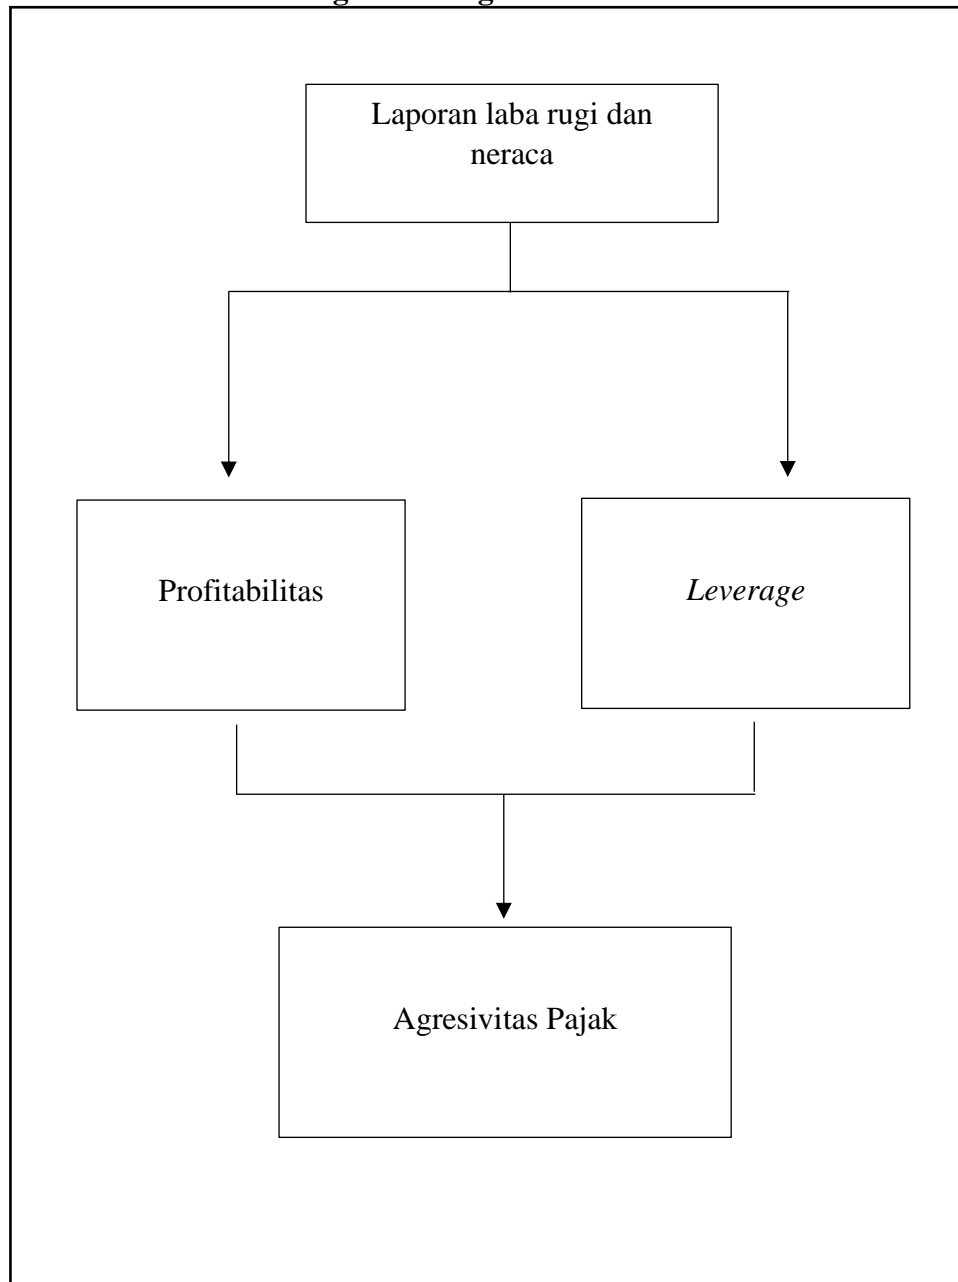 Laporan laba rugi dan
neraca
Profitabilitas
Leverage
Agresivitas Pajak